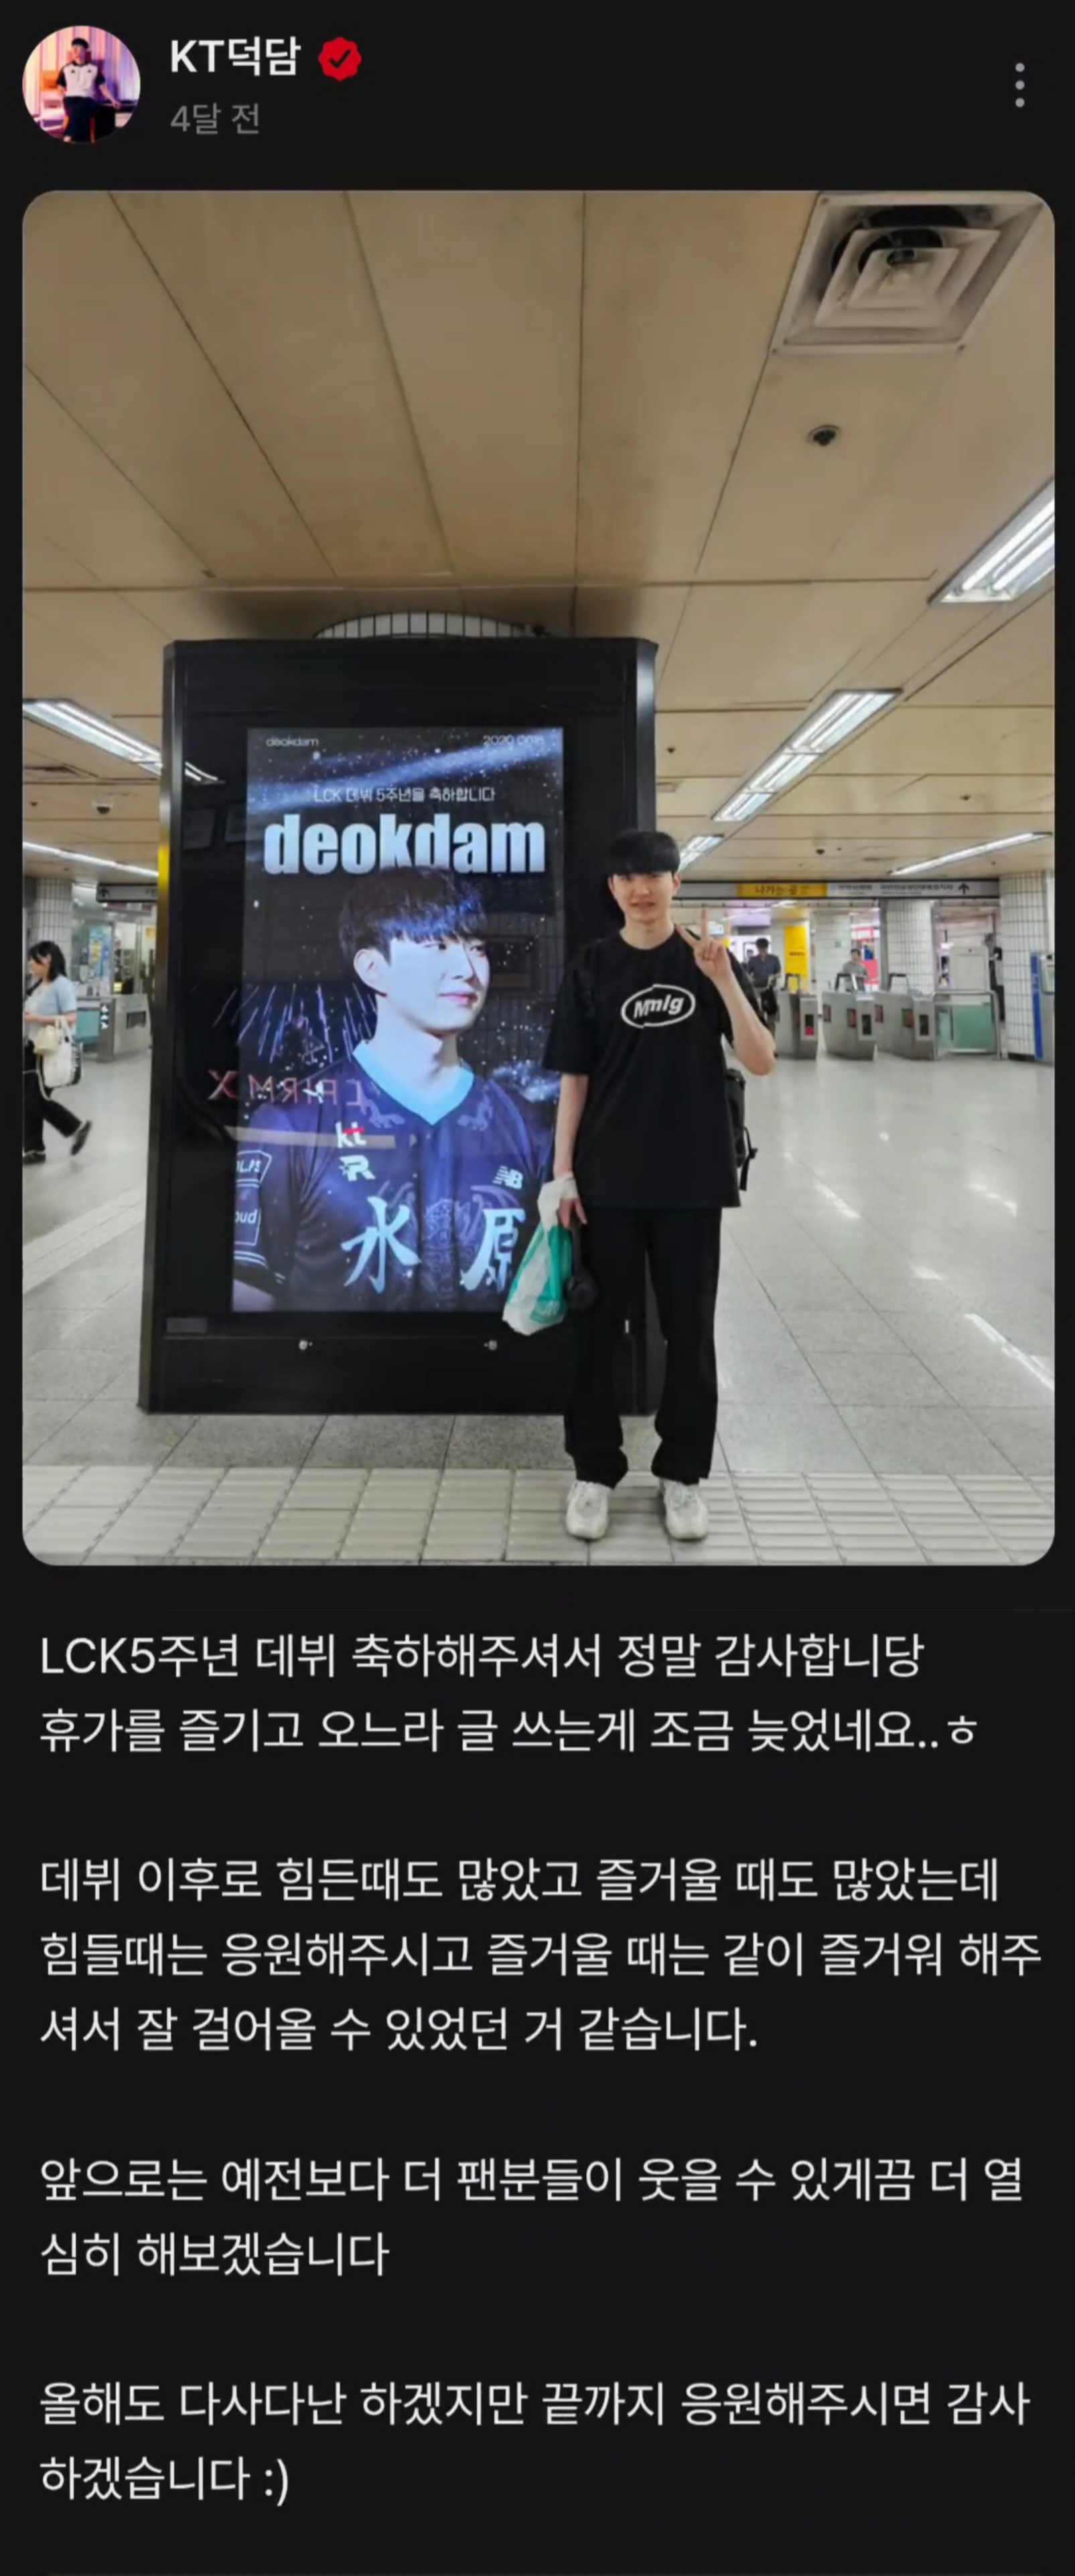 KT덕담
4달 전
deokdam
LCK 데뷔 5주년을 축하합니다
deokdam
Mmlg
나가는 곳
kt
R
NB
水 原
LCK5주년 데뷔 축하해주셔서 정말 감사합니당
휴가를 즐기고 오느라 글 쓰는게 조금 늦었네요..ㅎ
데뷔 이후로 힘든때도 많았고 즐거울 때도 많았는데
힘들때는 응원해주시고 즐거울 때는 같이 즐거워 해주
셔서 잘 걸어올 수 있었던 거 같습니다.
앞으로는 예전보다 더 팬분들이 웃을 수 있게끔 더 열
심히 해보겠습니다
올해도 다사다난 하겠지만 끝까지 응원해주시면 감사
하겠습니다 :)